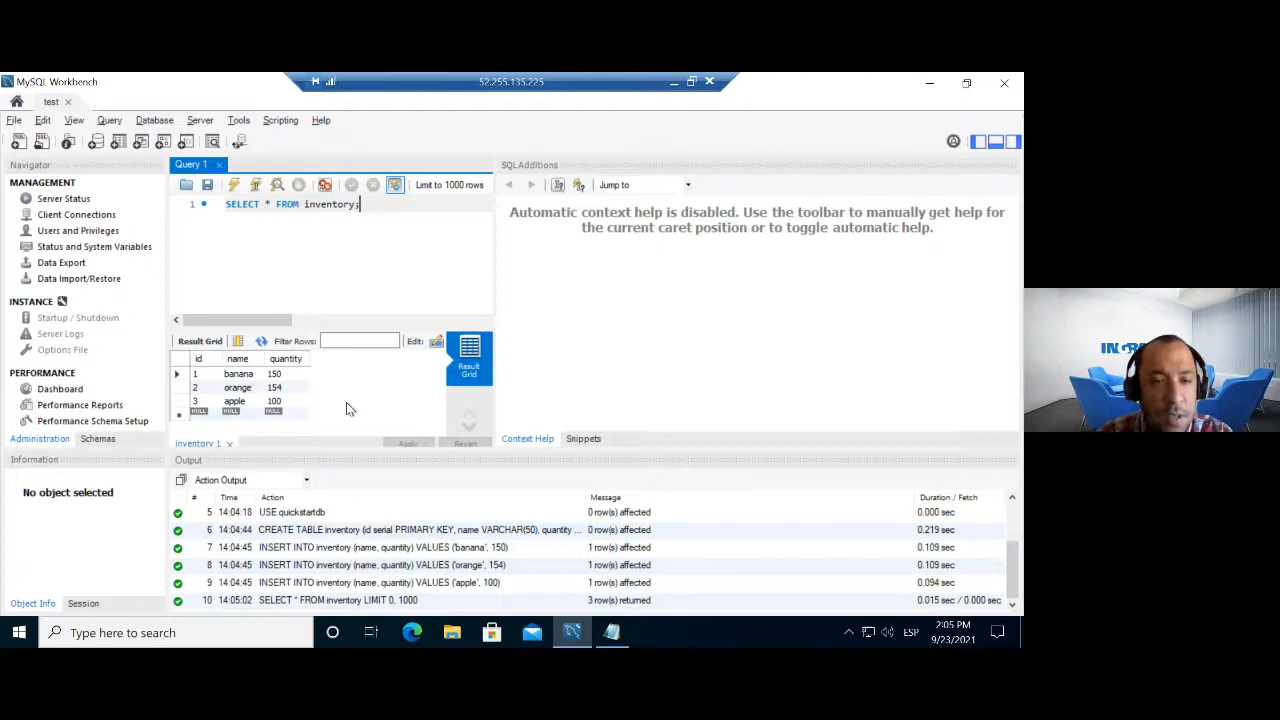 MySQL Workbench
52.255.135.225
test
File Edit View Query Database Server Tools Scripting Help
Navigator
MANAGEMENT
Server Status
Client Connections
Users and Privileges
Status and System Variables
Data Export
Data Import/Restore
INSTANCE
Startup / Shutdown
Server Logs
Options File
PERFORMANCE
Dashboard
Performance Reports
Performance Schema Setup
Administration Schemas
Information
No object selected
Object Info Session
Query 1
Limit to 1000 rows
1 SELECT * FROM inventory;
Result Grid Filter Rows: Edit:
id name quantity
1 banana 150
2 orange 154
3 apple 100
NULL NULL NULL
Result Grid
inventory 1 Apply Revert
SQLAdditions
Jump to
Automatic context help is disabled. Use the toolbar to manually get help for
the current caret position or to toggle automatic help.
Context Help Snippets
Output
Action Output
# Time Action Message Duration / Fetch
5 14:04:18 USE quickstartdb 0 row(s) affected 0.000 sec
6 14:04:44 CREATE TABLE inventory (id serial PRIMARY KEY, name VARCHAR(50), quantity ... 0 row(s) affected 0.219 sec
7 14:04:45 INSERT INTO inventory (name, quantity) VALUES ('banana', 150) 1 row(s) affected 0.109 sec
8 14:04:45 INSERT INTO inventory (name, quantity) VALUES ('orange', 154) 1 row(s) affected 0.109 sec
9 14:04:45 INSERT INTO inventory (name, quantity) VALUES ('apple', 100) 1 row(s) affected 0.094 sec
10 14:05:02 SELECT * FROM inventory LIMIT 0, 1000 3 row(s) returned 0.015 sec / 0.000 sec
Type here to search
ESP
2:05 PM
9/23/2021